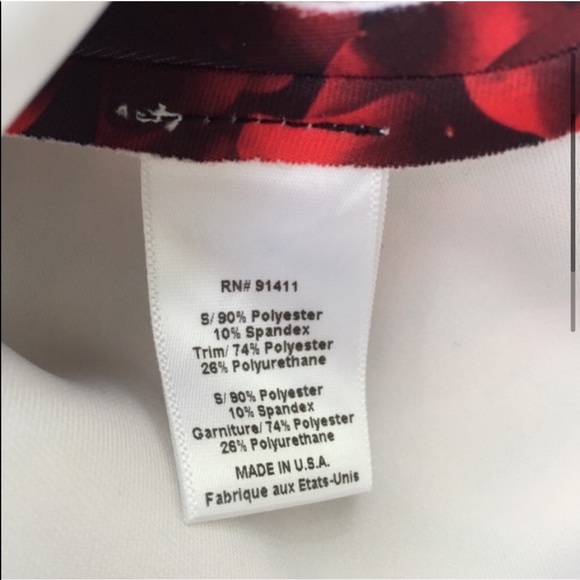 RN# 91411
S/ 90% Polyester
10% Spandex
Trim/ 74% Polyester
26% Polyurethane
S/ 90% Polyester
10% Spandex
Garniture/ 74% Polyester
26% Polyurethane
MADE IN U.S.A.
Fabrique aux Etats-Unis